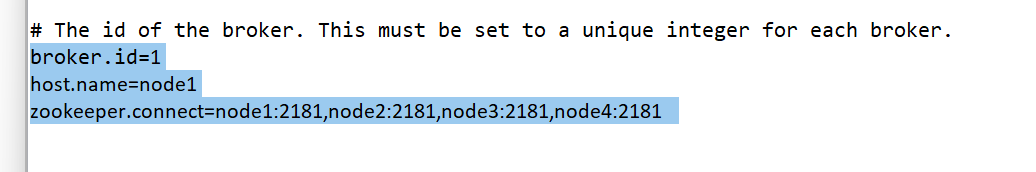 # The id of the broker. This must be set to a unique integer for each broker.
broker.id=1
host.name=node1
zookeeper.connect=node1:2181,node2:2181,node3:2181,node4:2181